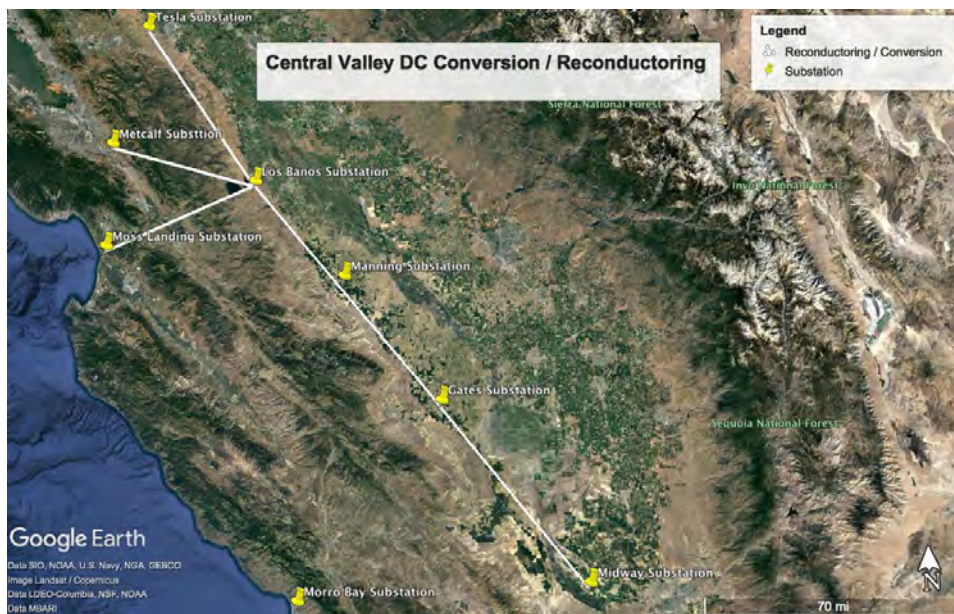 Tesla Substation
Central Valley DC Conversion / Reconductoring
Legend
Reconductoring / Conversion
Substation
Sierra National Forest
Metcalf Substtion
Los Banos Substation
Inyo National Forest
Moss Landing Substation
Manning Substation
Gates Substation
Sequoia National Forest
Google Earth
Data SIO, NOAA, U.S. Navy, NGA, GEBCO
Image Landsat / Copernicus
Data LDEO-Columbia, NSF, NOAA
Data MBARI
Midway Substation
Morro Bay Substation
N
70 mi